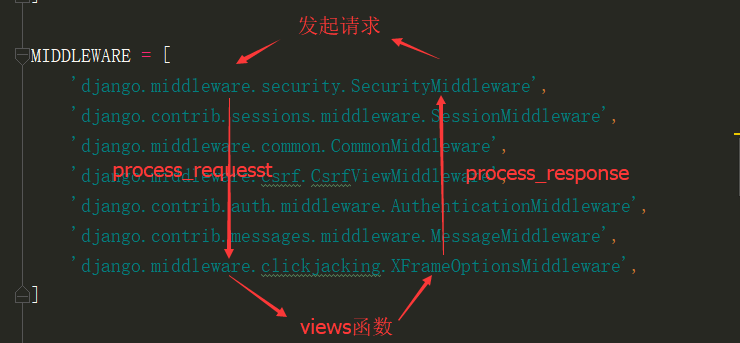 ]
发起请求
MIDDLEWARE = [
'django.middleware.security.SecurityMiddleware',
'django.contrib.sessions.middleware.SessionMiddleware',
'django.middleware.common.CommonMiddleware',
'django.middleware.csrf.CsrfViewMiddleware',
process_requesst
process_response
'django.contrib.auth.middleware.AuthenticationMiddleware',
'django.contrib.messages.middleware.MessageMiddleware',
'django.middleware.clickjacking.XFrameOptionsMiddleware',
]
views函数